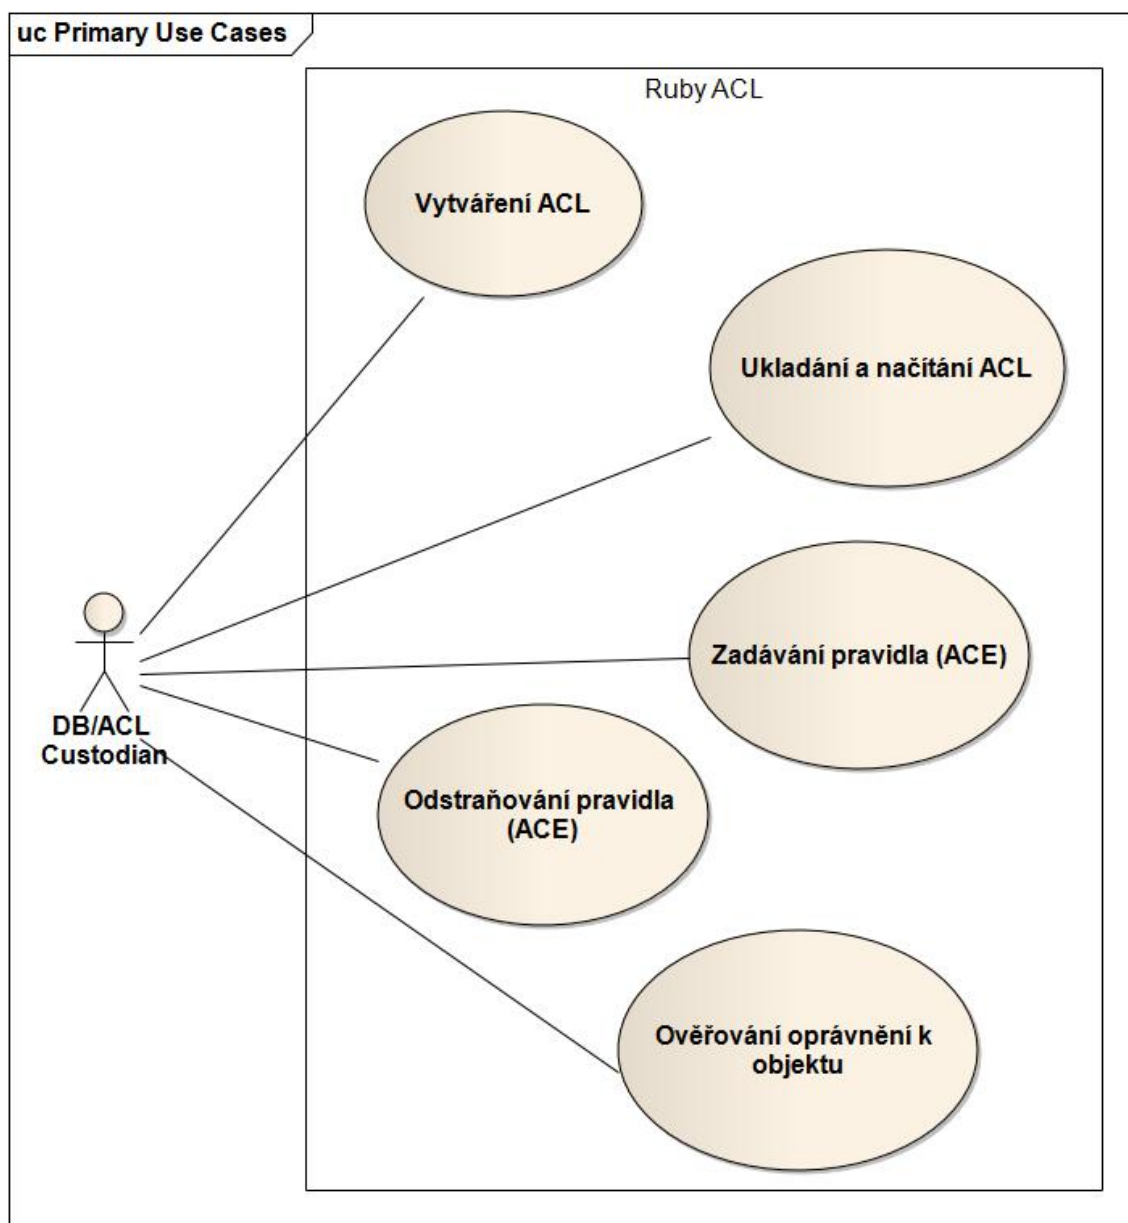 uc Primary Use Cases
Ruby ACL
Vytváření ACL
Ukladání a načítání ACL
Zadávání pravidla (ACE)
DB/ACL
Custodian
Odstraňování pravidla
(ACE)
Ověřování oprávnění k
objektu